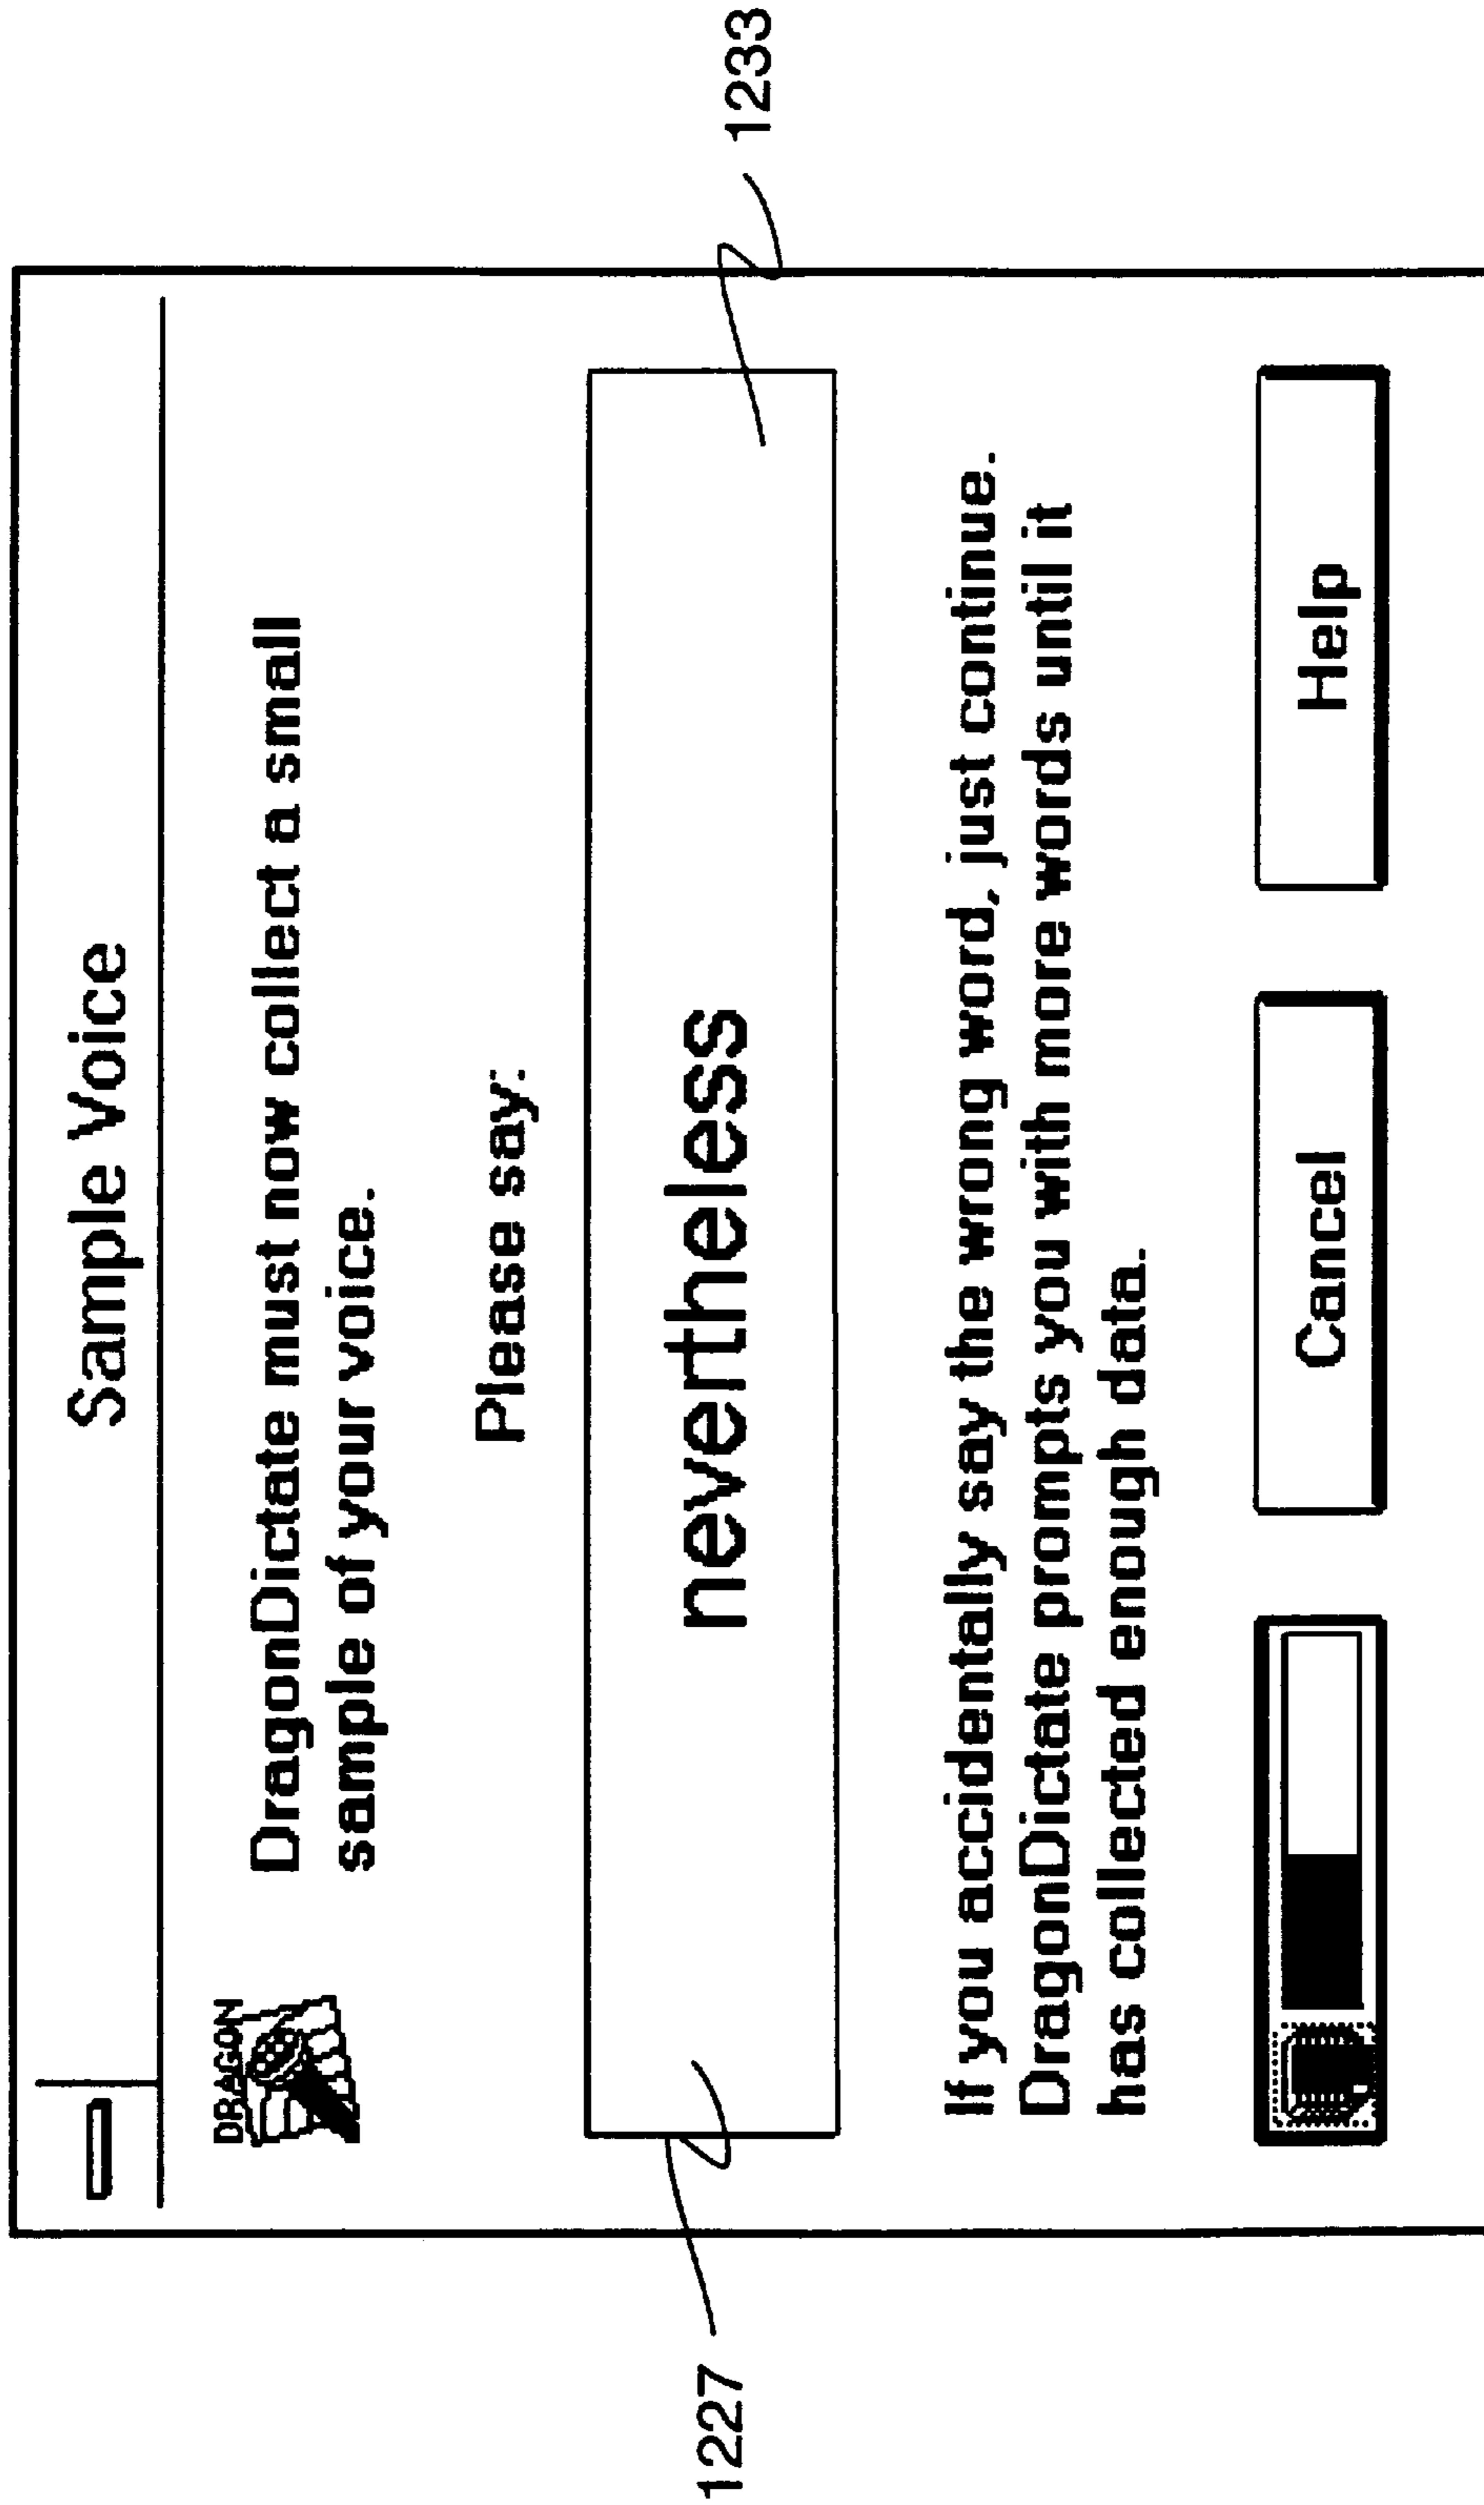 Sample Voice
DRAGON
DragonDictate must now collect a small
sample of your voice.
Please say:
nevertheless
1233
1227
If you accidentally say the wrong word, just continue.
DragonDictate prompts you with more words until it
has collected enough data.
Cancel
Help